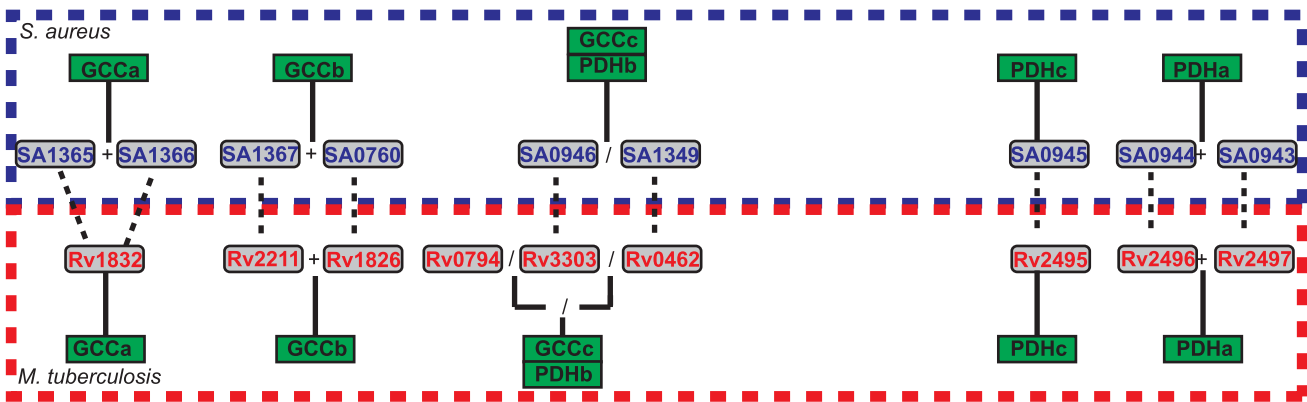 S. aureus
GCCa GCCb GCCc PDHc PDHa
PDHb
SA1365 + SA1366 SA1367 + SA0760 SA0946 / SA1349 SA0945 SA0944 + SA0943
Rv1832 Rv2211 + Rv1826 Rv0794 / Rv3303 / Rv0462 Rv2495 Rv2496 + Rv2497
/
GCCa GCCb GCCc PDHc PDHa
PDHb
M. tuberculosis